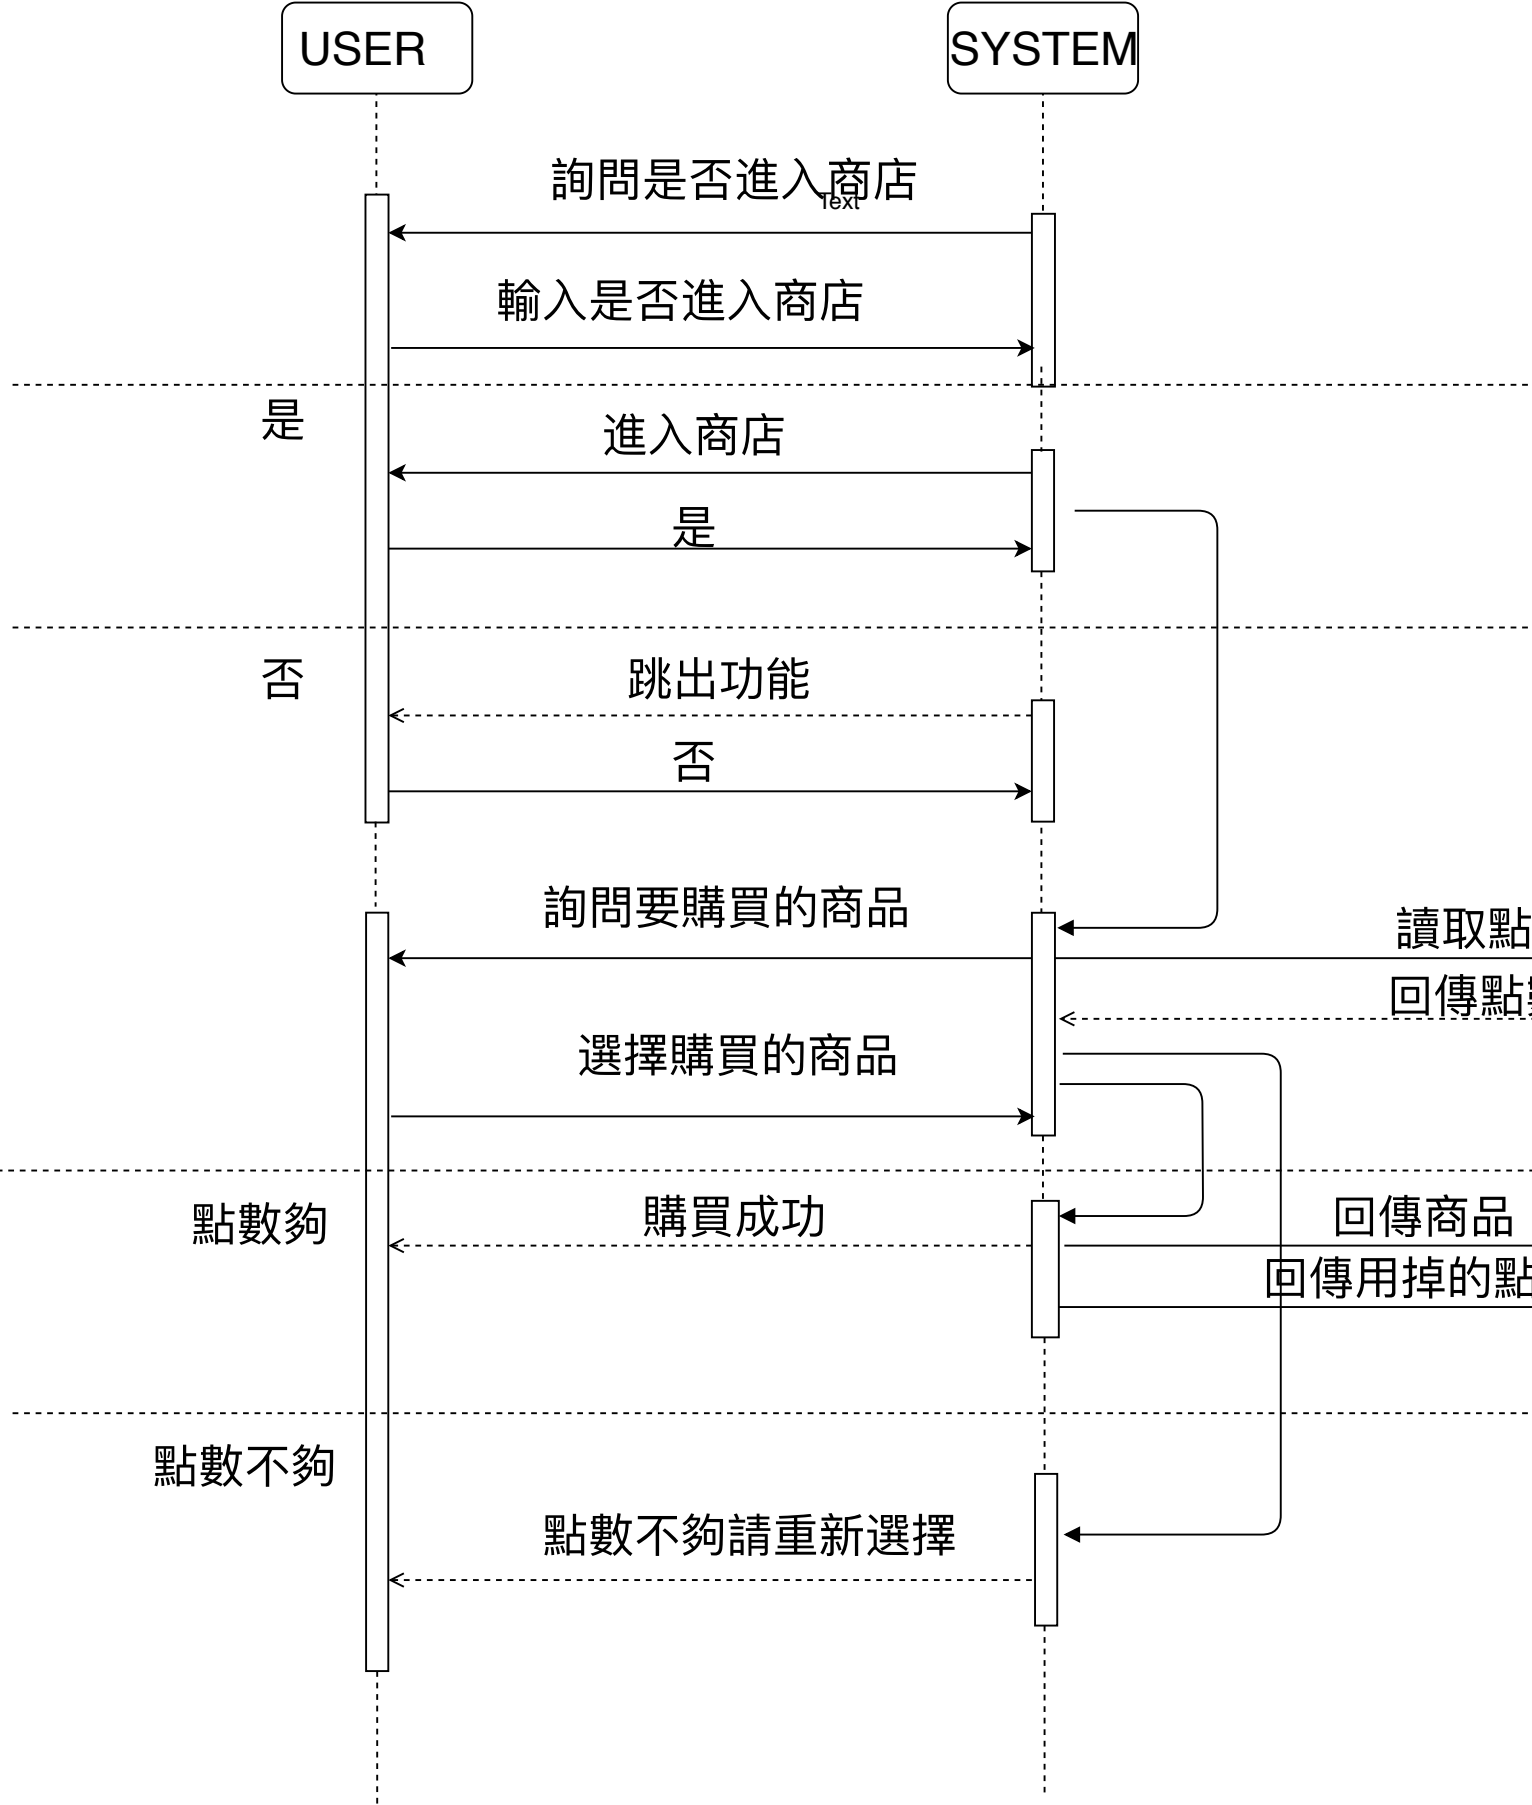 USER
SYSTEM
詢問是否進入商店
Text
輸入是否進入商店
是
進入商店
是
否
跳出功能
否
詢問要購買的商品
讀取點
回傳點
選擇購買的商品
點數夠
購買成功
回傳商品
回傳用掉的點
點數不夠
點數不夠請重新選擇